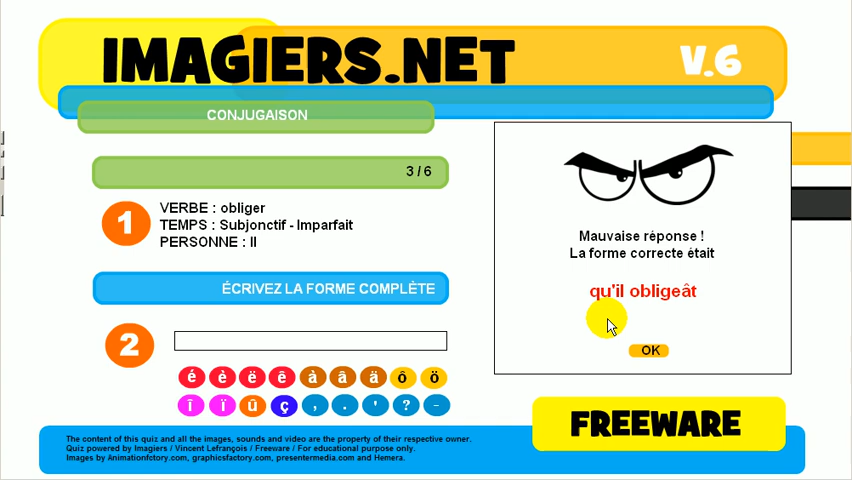 IMAGIERS.NET
V.6
CONJUGAISON
3 / 6
1
VERBE : obliger
TEMPS : Subjonctif - Imparfait
PERSONNE : Il
ÉCRIVEZ LA FORME COMPLÈTE
2
é è ë ê à â ä ô ö
î ï û ç , . ' ? -
Mauvaise réponse !
La forme correcte était
qu'il obligeât
OK
FREEWARE
The content of this quiz and all the images, sounds and video are the property of their respective owner.
Quiz powered by Imagiers / Vincent Lefrançois / Freeware / For educational purpose only.
Images by Animationfctory.com, graphicsfactory.com, presentermedia.com and Hemera.